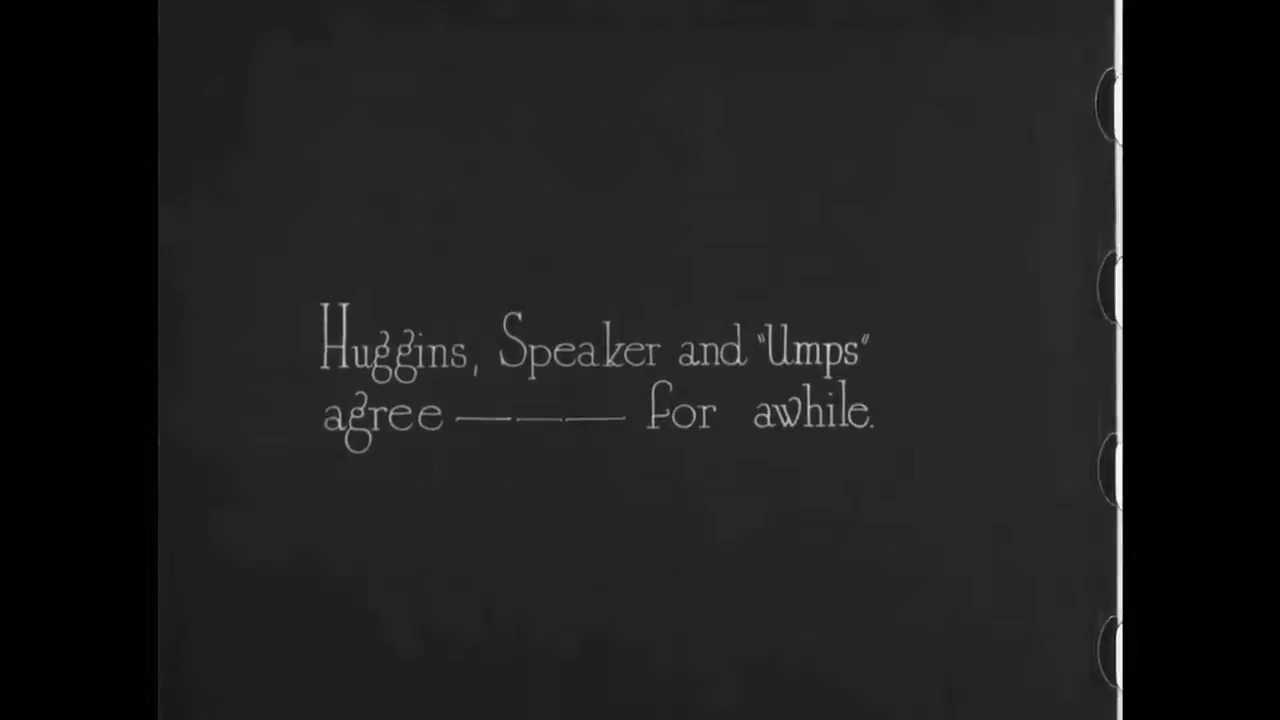 Huggins, Speaker and "Umps"
agree ——— for awhile.